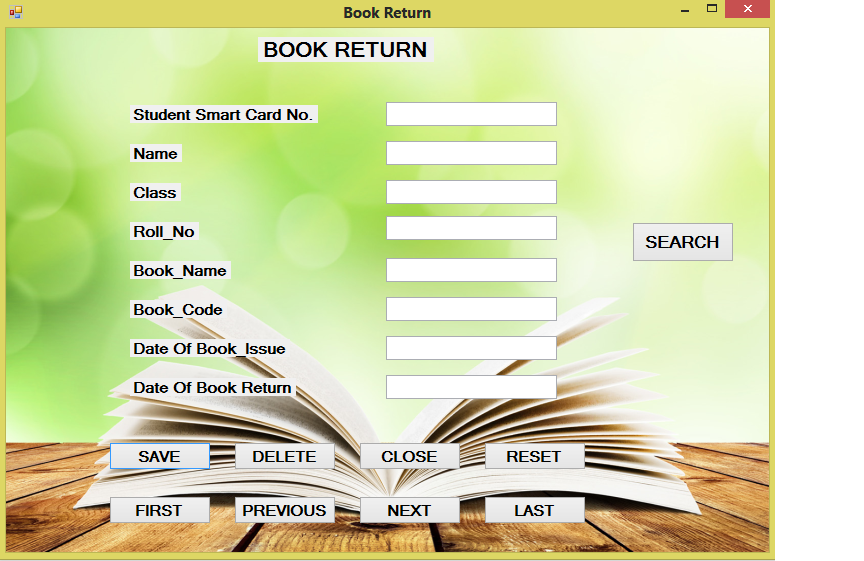 Book Return
BOOK RETURN
Student Smart Card No.
Name
Class
Roll_No
SEARCH
Book_Name
Book_Code
Date Of Book_Issue
Date Of Book Return
SAVE DELETE CLOSE RESET
FIRST PREVIOUS NEXT LAST